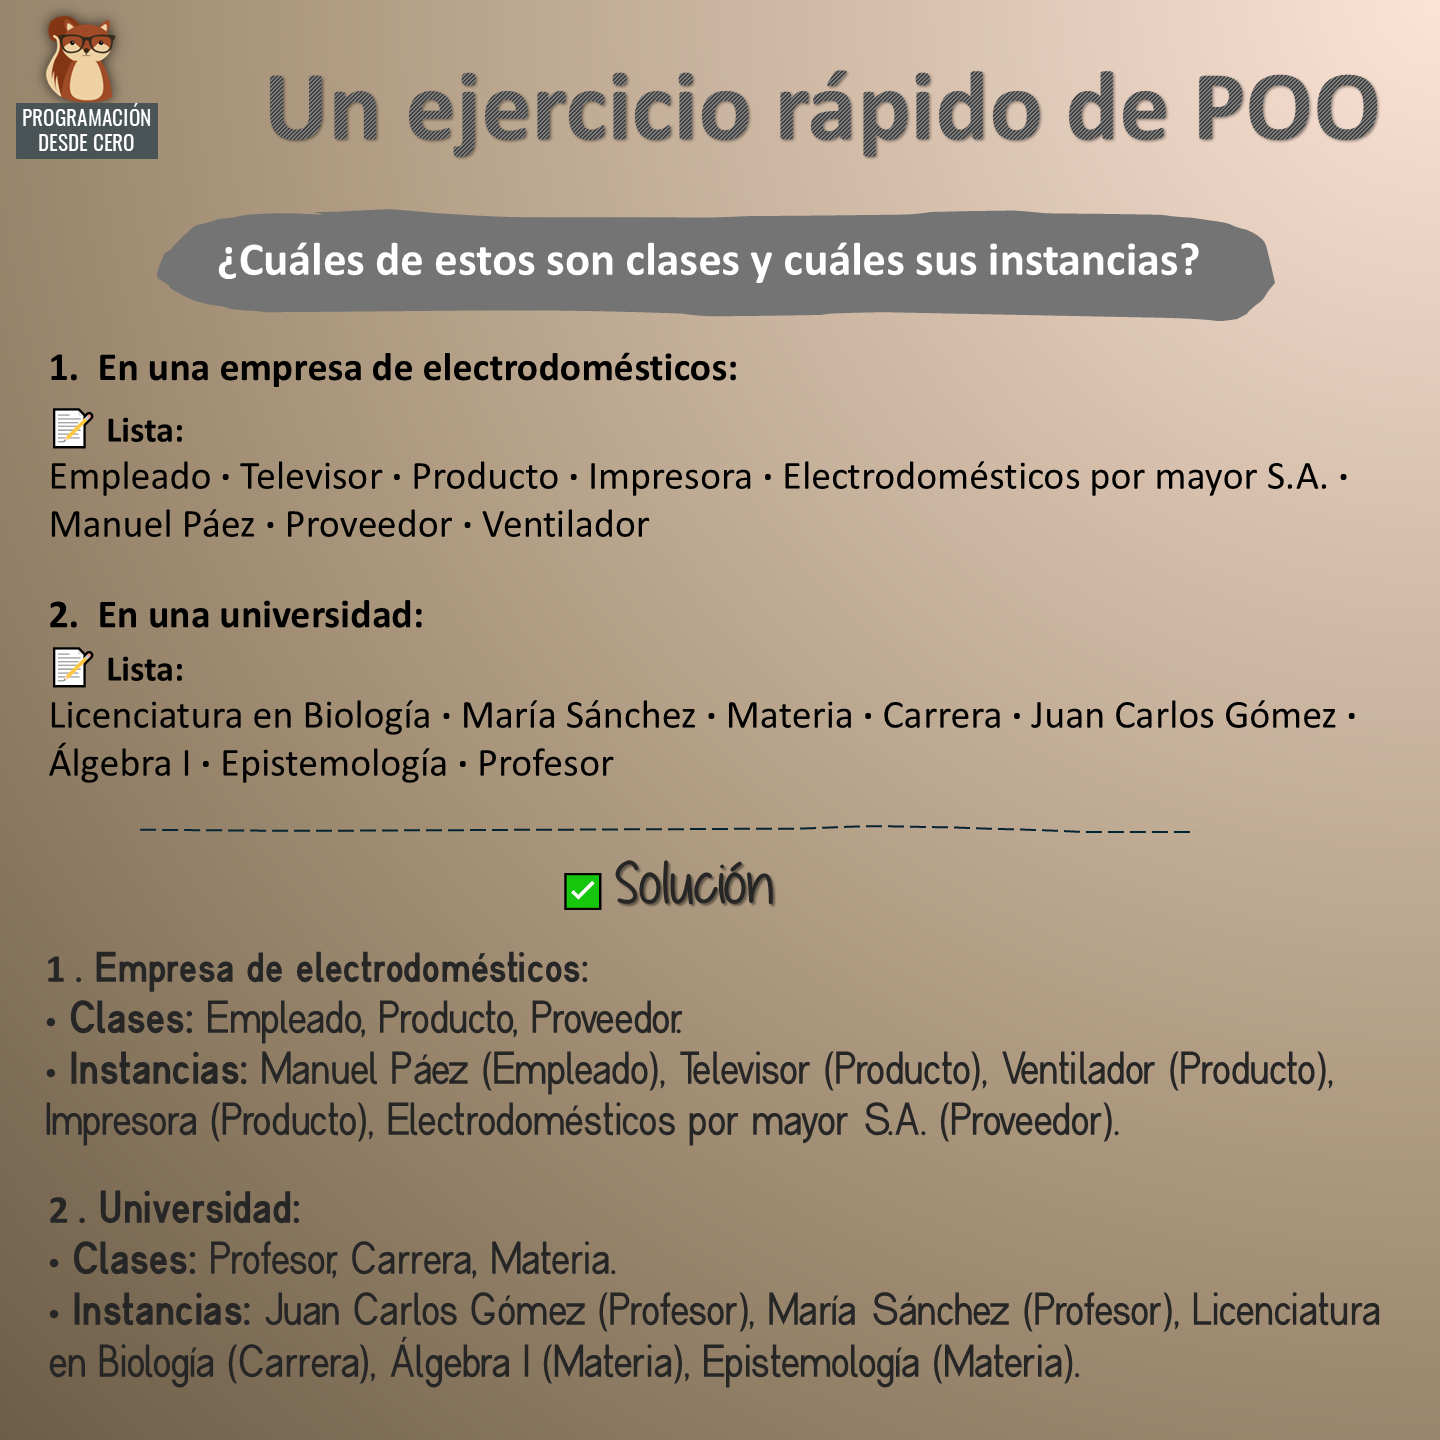 PROGRAMACIÓN
DESDE CERO
Un ejercicio rápido de POO
¿Cuáles de estos son clases y cuáles sus instancias?
1. En una empresa de electrodomésticos:
Lista:
Empleado · Televisor · Producto · Impresora · Electrodomésticos por mayor S.A. ·
Manuel Páez · Proveedor · Ventilador
2. En una universidad:
Lista:
Licenciatura en Biología · María Sánchez · Materia · Carrera · Juan Carlos Gómez ·
Álgebra I · Epistemología · Profesor
Solución
1 . Empresa de electrodomésticos:
• Clases: Empleado, Producto, Proveedor.
• Instancias: Manuel Páez (Empleado), Televisor (Producto), Ventilador (Producto),
Impresora (Producto), Electrodomésticos por mayor S.A. (Proveedor).
2 . Universidad:
• Clases: Profesor, Carrera, Materia.
• Instancias: Juan Carlos Gómez (Profesor), María Sánchez (Profesor), Licenciatura
en Biología (Carrera), Álgebra I (Materia), Epistemología (Materia).